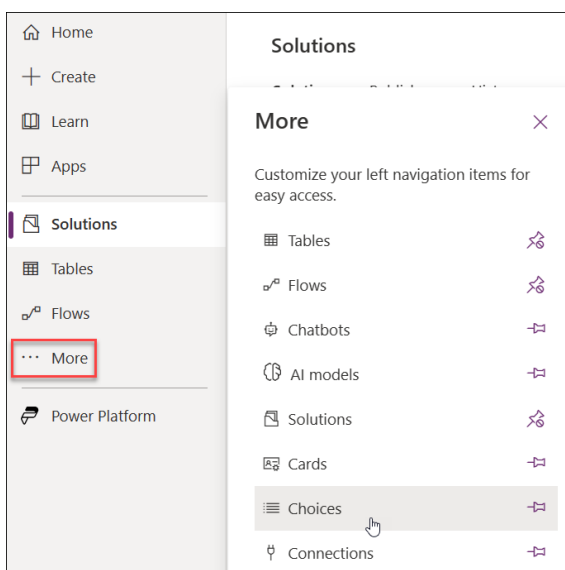 Home
Create
Learn
Apps
Solutions
Tables
Flows
More
Power Platform
Solutions
More
Customize your left navigation items for
easy access.
Tables
Flows
Chatbots
AI models
Solutions
Cards
Choices
Connections